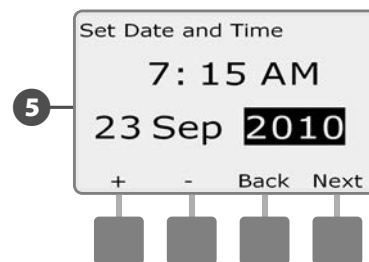 Set Date and Time
7: 15 AM
5
23 Sep 2010
+ - Back Next